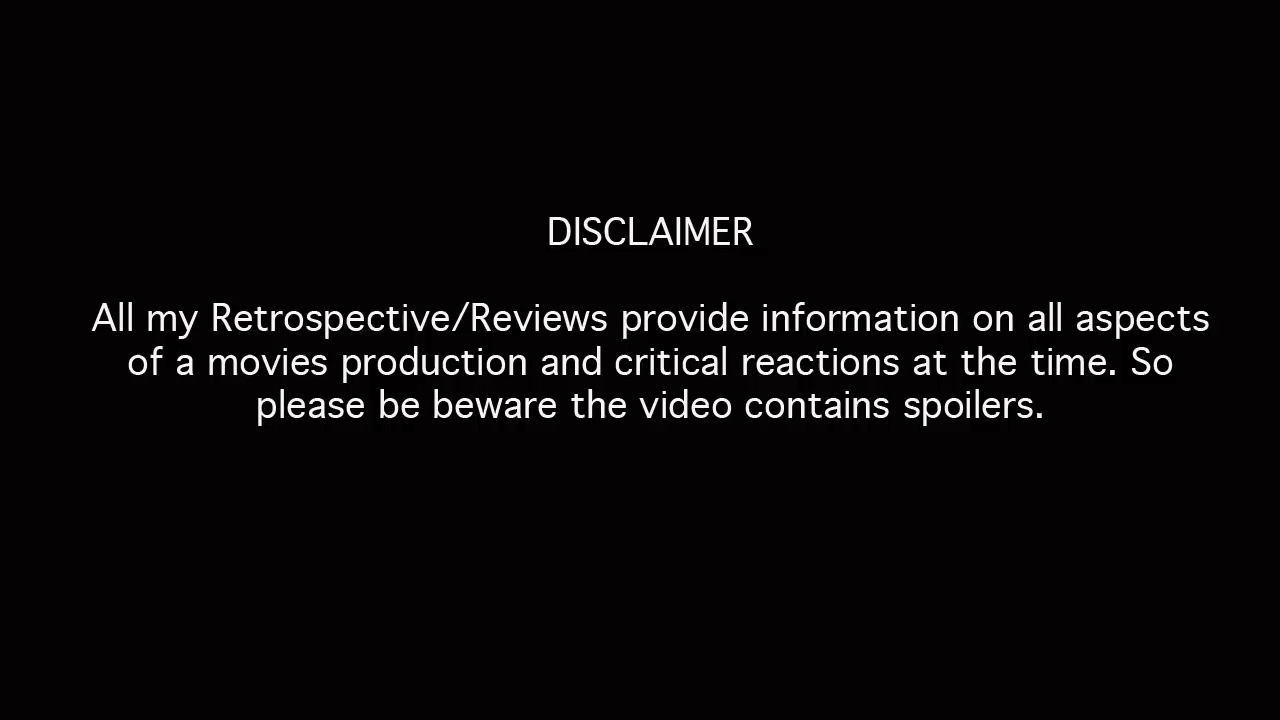 DISCLAIMER
All my Retrospective/Reviews provide information on all aspects
of a movies production and critical reactions at the time. So
please be beware the video contains spoilers.